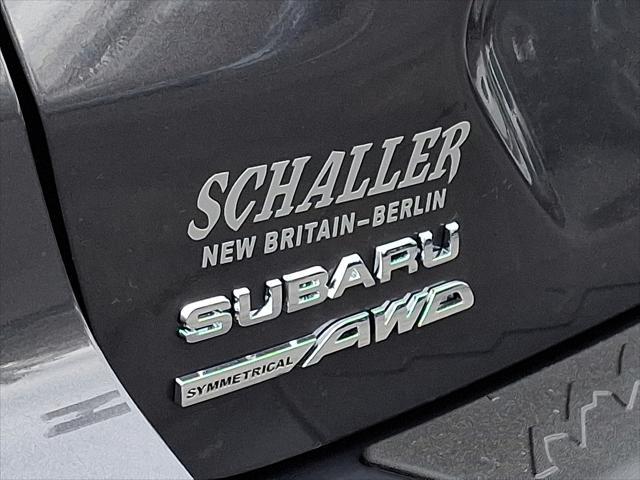 SCHALLER
NEW BRITAIN-BERLIN
SUBARU
SYMMETRICAL AWD